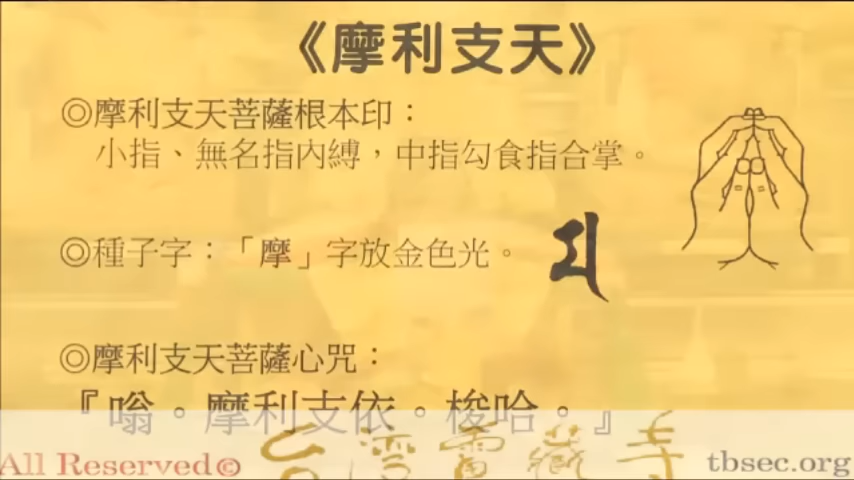 《摩利支天》
◎摩利支天菩薩根本印：
小指、無名指內縛，中指勾食指合掌。
◎種子字：「摩」字放金色光。
◎摩利支天菩薩心咒：
『嗡。摩利支依。梭哈。』
All Reserved©
台灣雷藏寺
tbsec.org